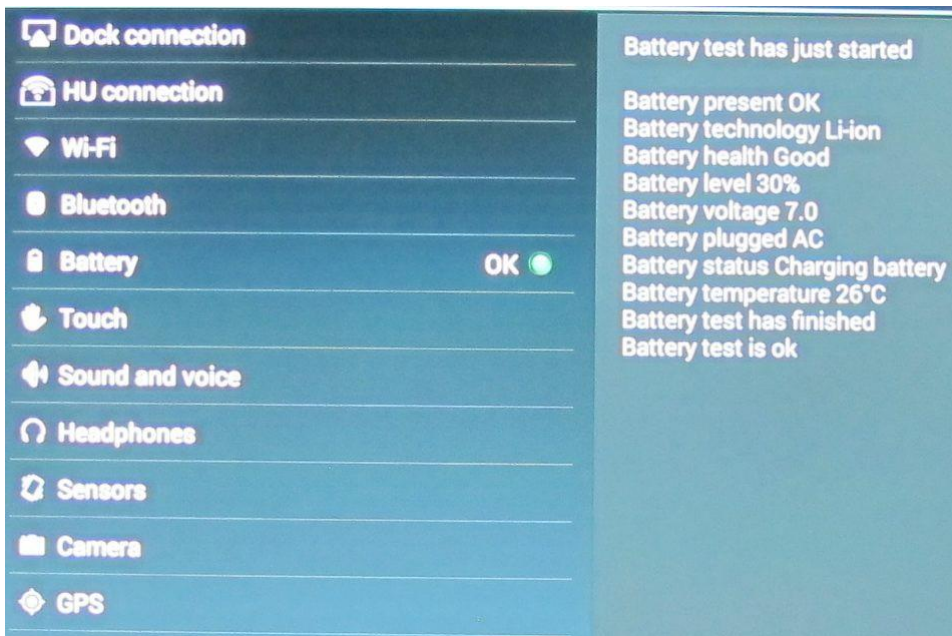 Dock connection
HU connection
Wi-Fi
Bluetooth
Battery OK
Touch
Sound and voice
Headphones
Sensors
Camera
GPS
Battery test has just started
Battery present OK
Battery technology Li-ion
Battery health Good
Battery level 30%
Battery voltage 7.0
Battery plugged AC
Battery status Charging battery
Battery temperature 26°C
Battery test has finished
Battery test is ok